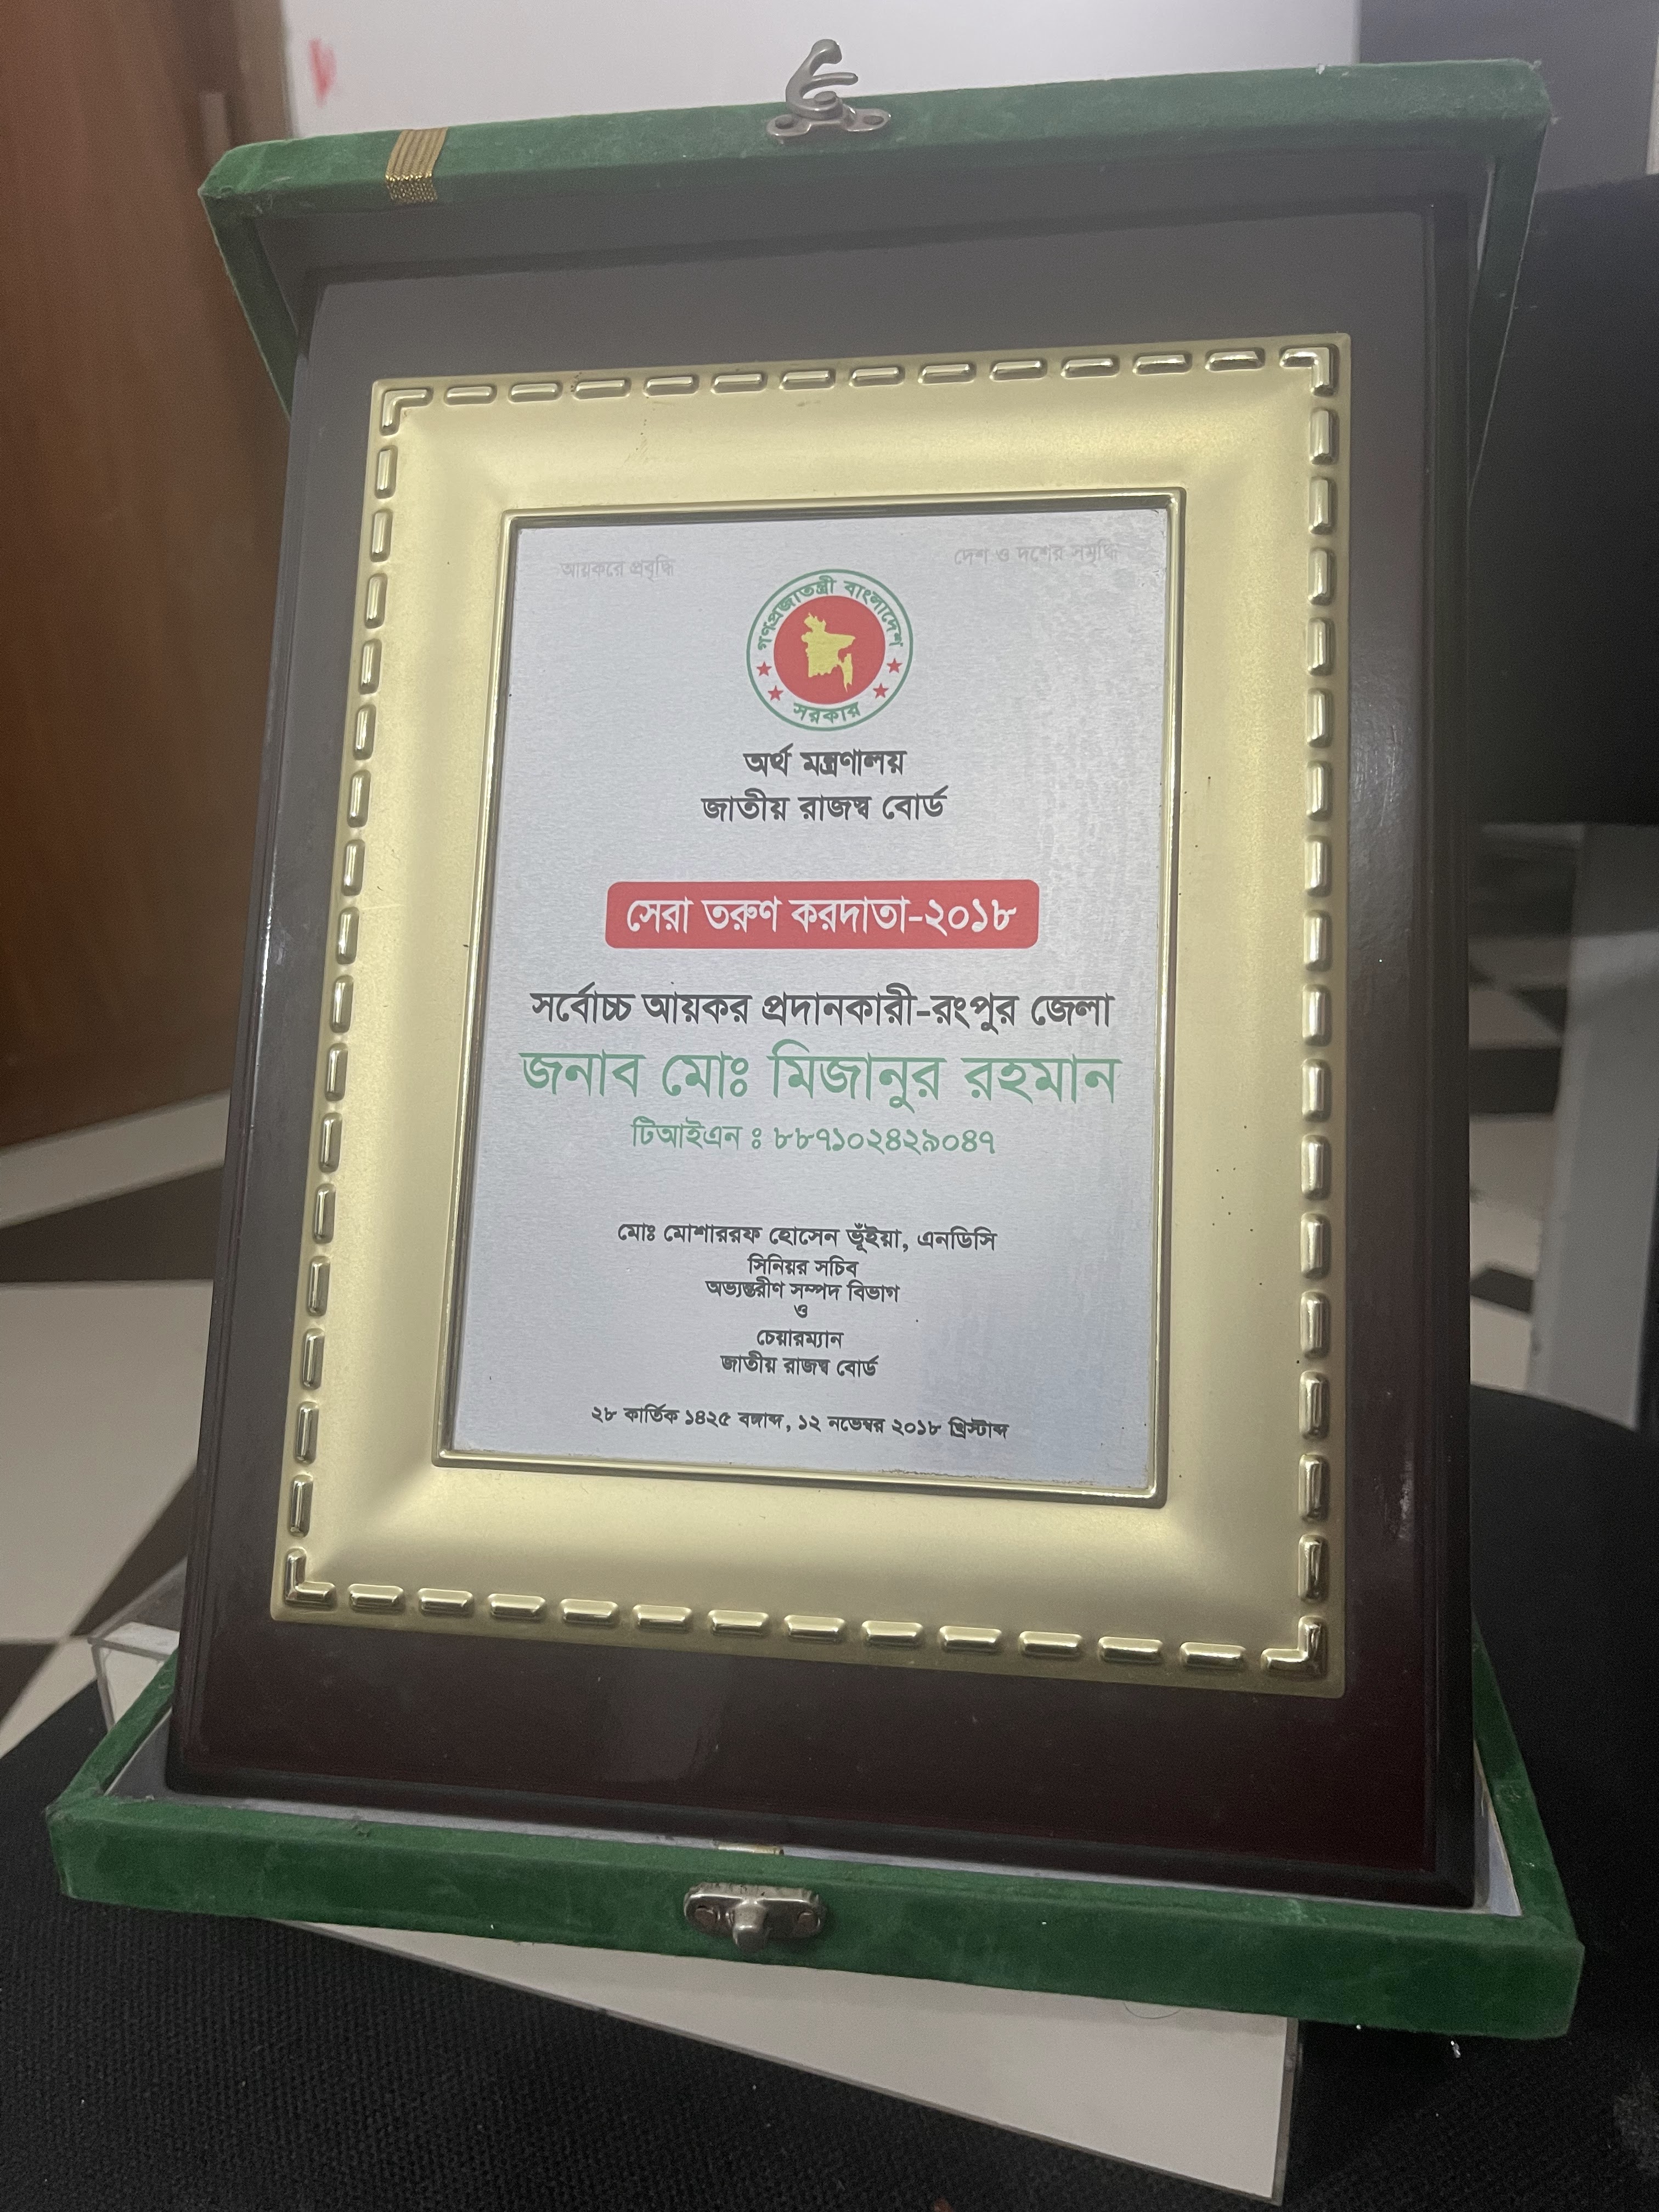 আয়করে প্রবৃদ্ধি
দেশ ও দশের সমৃদ্ধি
গণপ্রজাতন্ত্রী বাংলাদেশ
সরকার
অর্থ মন্ত্রণালয়
জাতীয় রাজস্ব বোর্ড
সেরা তরুণ করদাতা-২০১৮
সর্বোচ্চ আয়কর প্রদানকারী-রংপুর জেলা
জনাব মোঃ মিজানুর রহমান
টিআইএন ঃ ৮৮৭১০২৪২৯০৪৭
মোঃ মোশাররফ হোসেন ভূঁইয়া, এনডিসি
সিনিয়র সচিব
অভ্যন্তরীণ সম্পদ বিভাগ
ও
চেয়ারম্যান
জাতীয় রাজস্ব বোর্ড
২৮ কার্তিক ১৪২৫ বঙ্গাব্দ, ১২ নভেম্বর ২০১৮ খ্রিস্টাব্দ